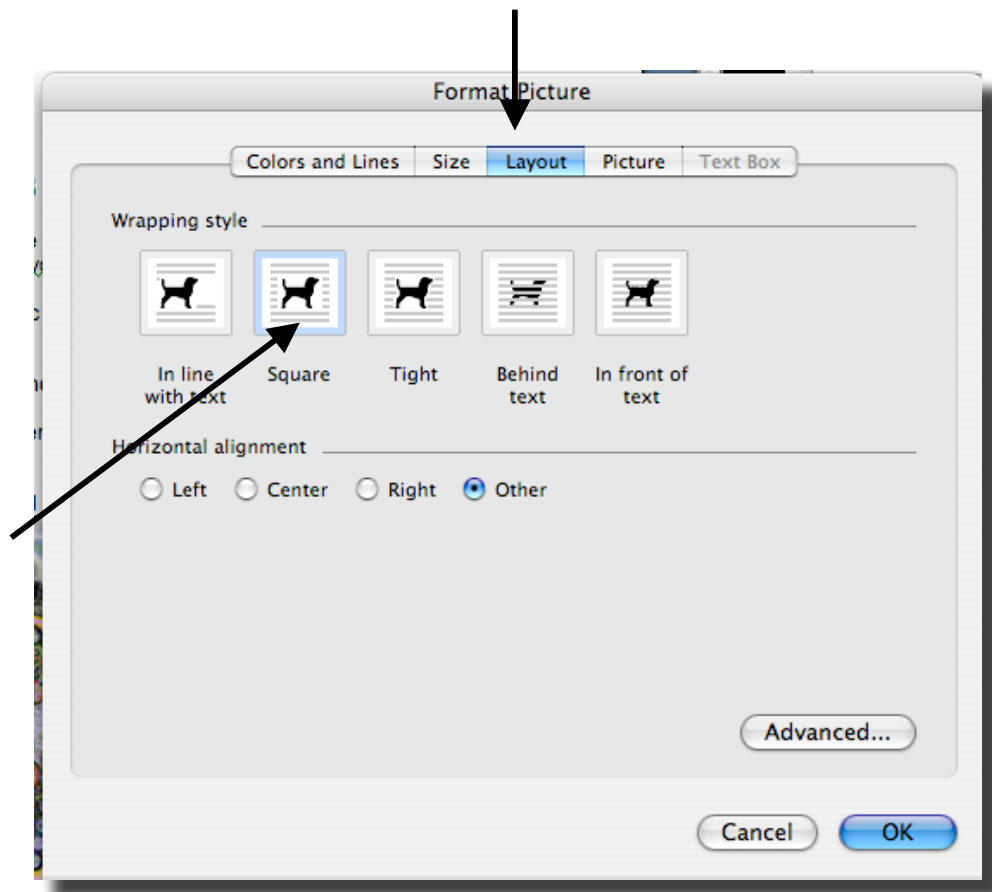 Format Picture
Colors and Lines Size Layout Picture Text Box
Wrapping style
In line
with text
Square
Tight
Behind
text
In front of
text
Horizontal alignment
Left Center Right Other
Advanced...
Cancel OK